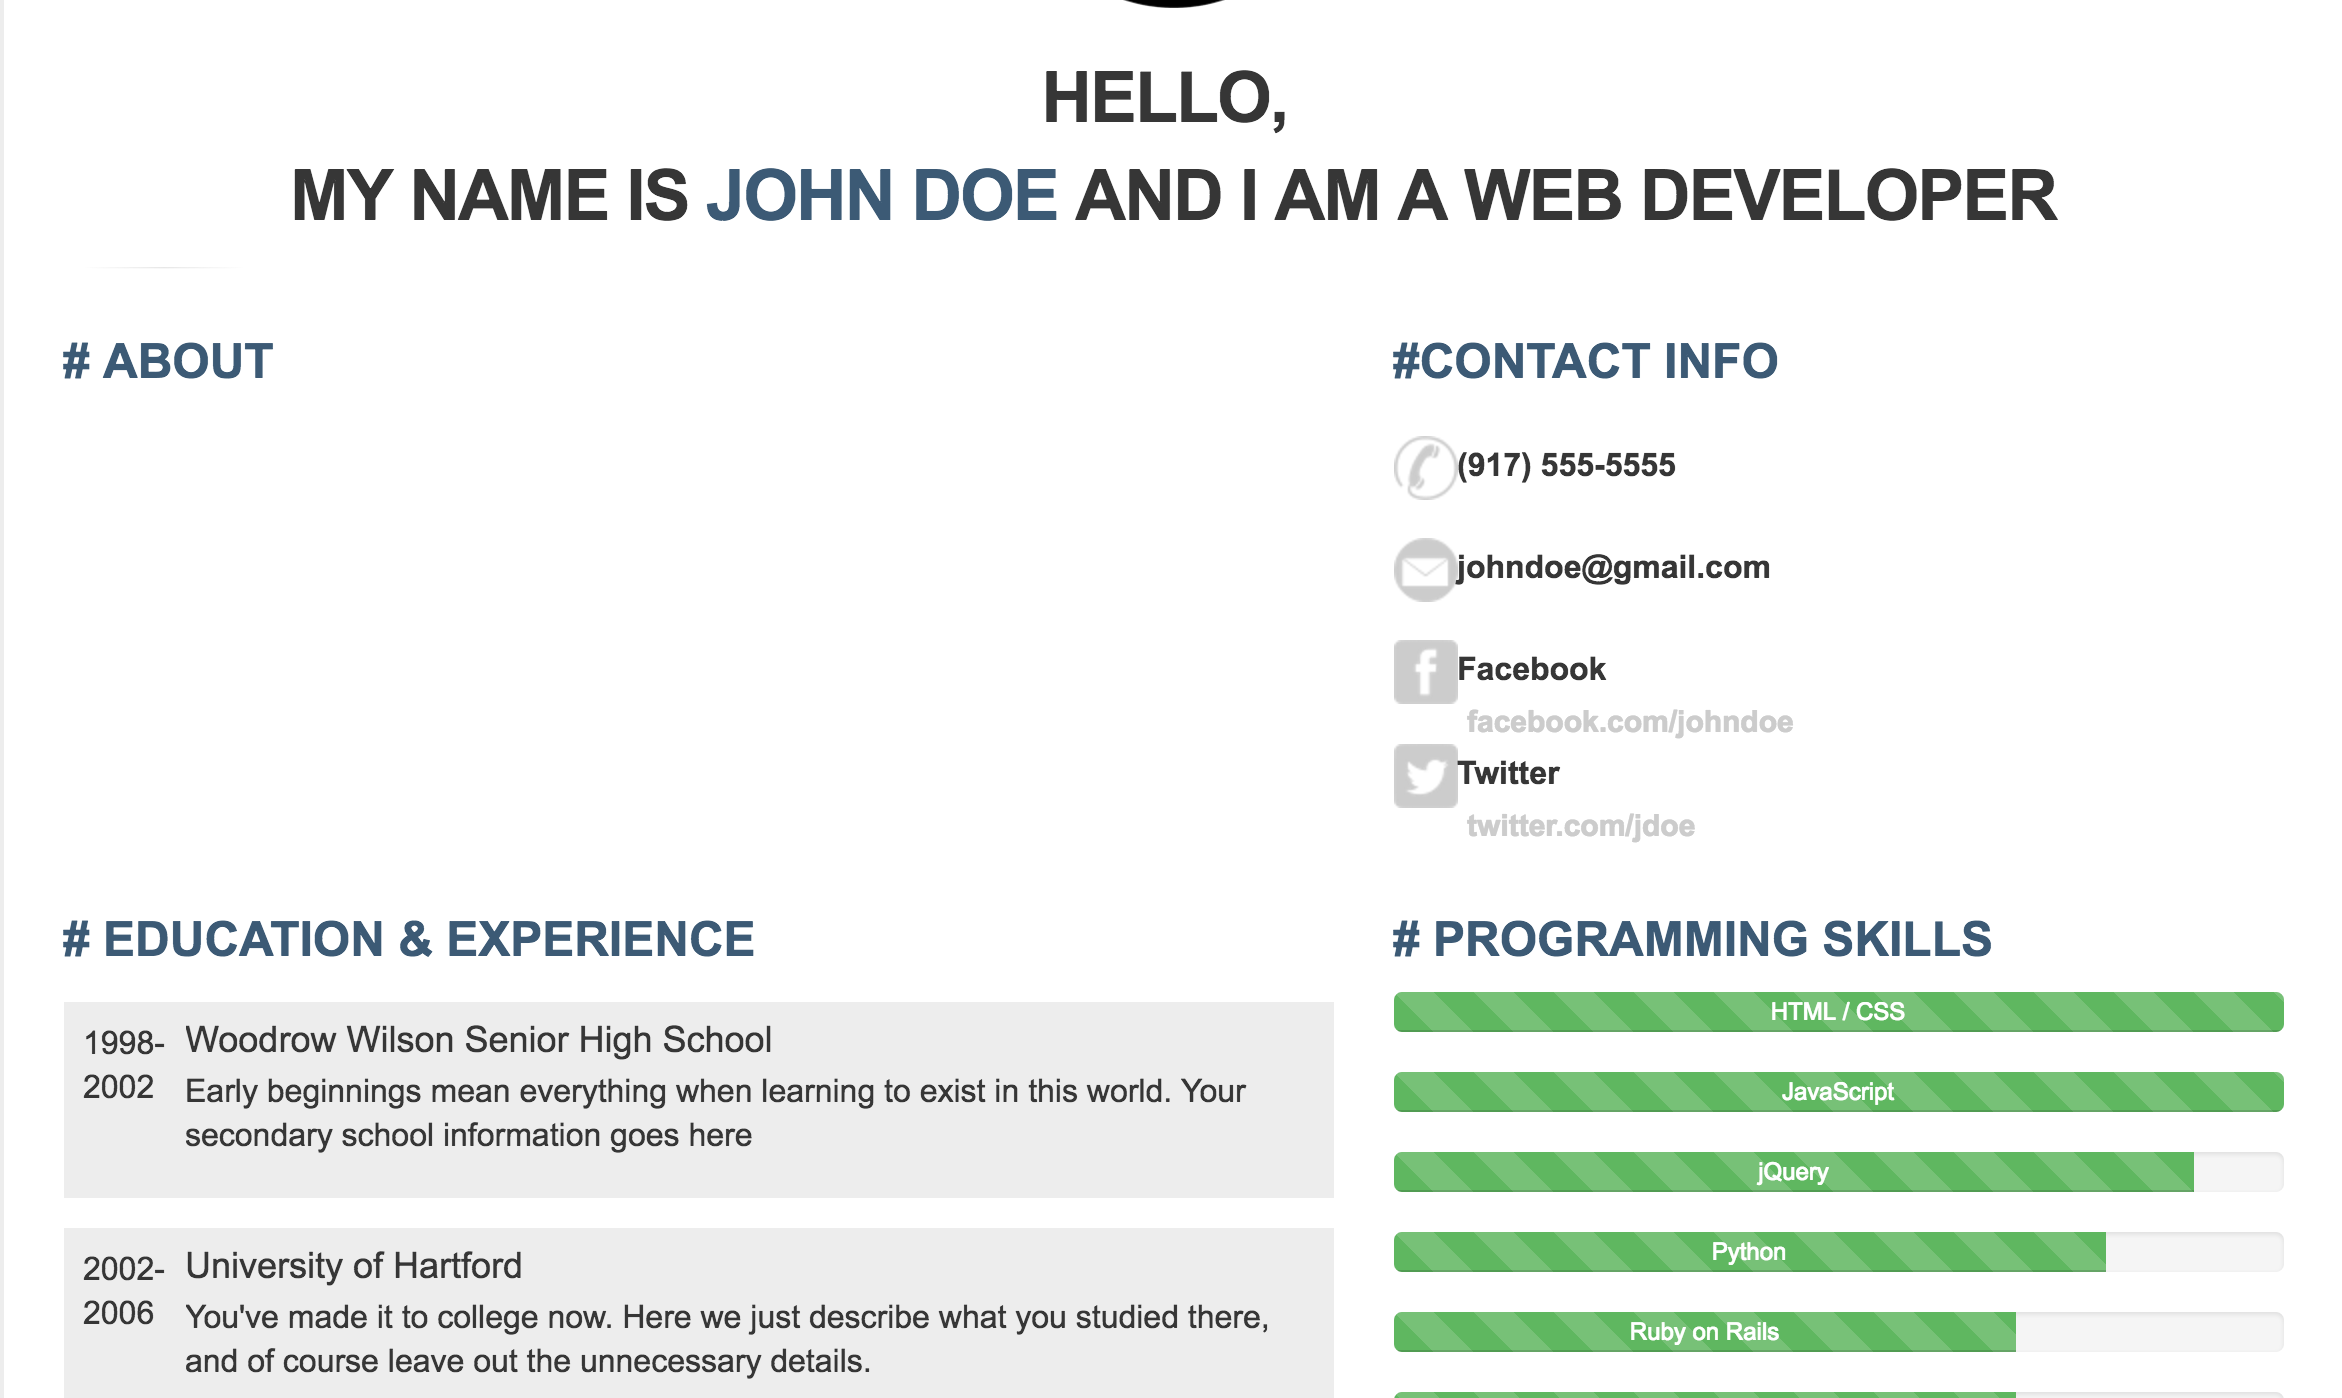 HELLO,
MY NAME IS JOHN DOE AND I AM A WEB DEVELOPER
# ABOUT
#CONTACT INFO
(917) 555-5555
johndoe@gmail.com
Facebook
facebook.com/johndoe
Twitter
twitter.com/jdoe
# EDUCATION & EXPERIENCE
1998-
2002
Woodrow Wilson Senior High School
Early beginnings mean everything when learning to exist in this world. Your
secondary school information goes here
2002-
2006
University of Hartford
You've made it to college now. Here we just describe what you studied there,
and of course leave out the unnecessary details.
# PROGRAMMING SKILLS
HTML / CSS
JavaScript
jQuery
Python
Ruby on Rails